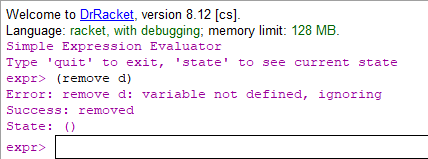 Welcome to DrRacket, version 8.12 [cs].
Language: racket, with debugging; memory limit: 128 MB.
Simple Expression Evaluator
Type 'quit' to exit, 'state' to see current state
expr> (remove d)
Error: remove d: variable not defined, ignoring
Success: removed
State: ()
expr>